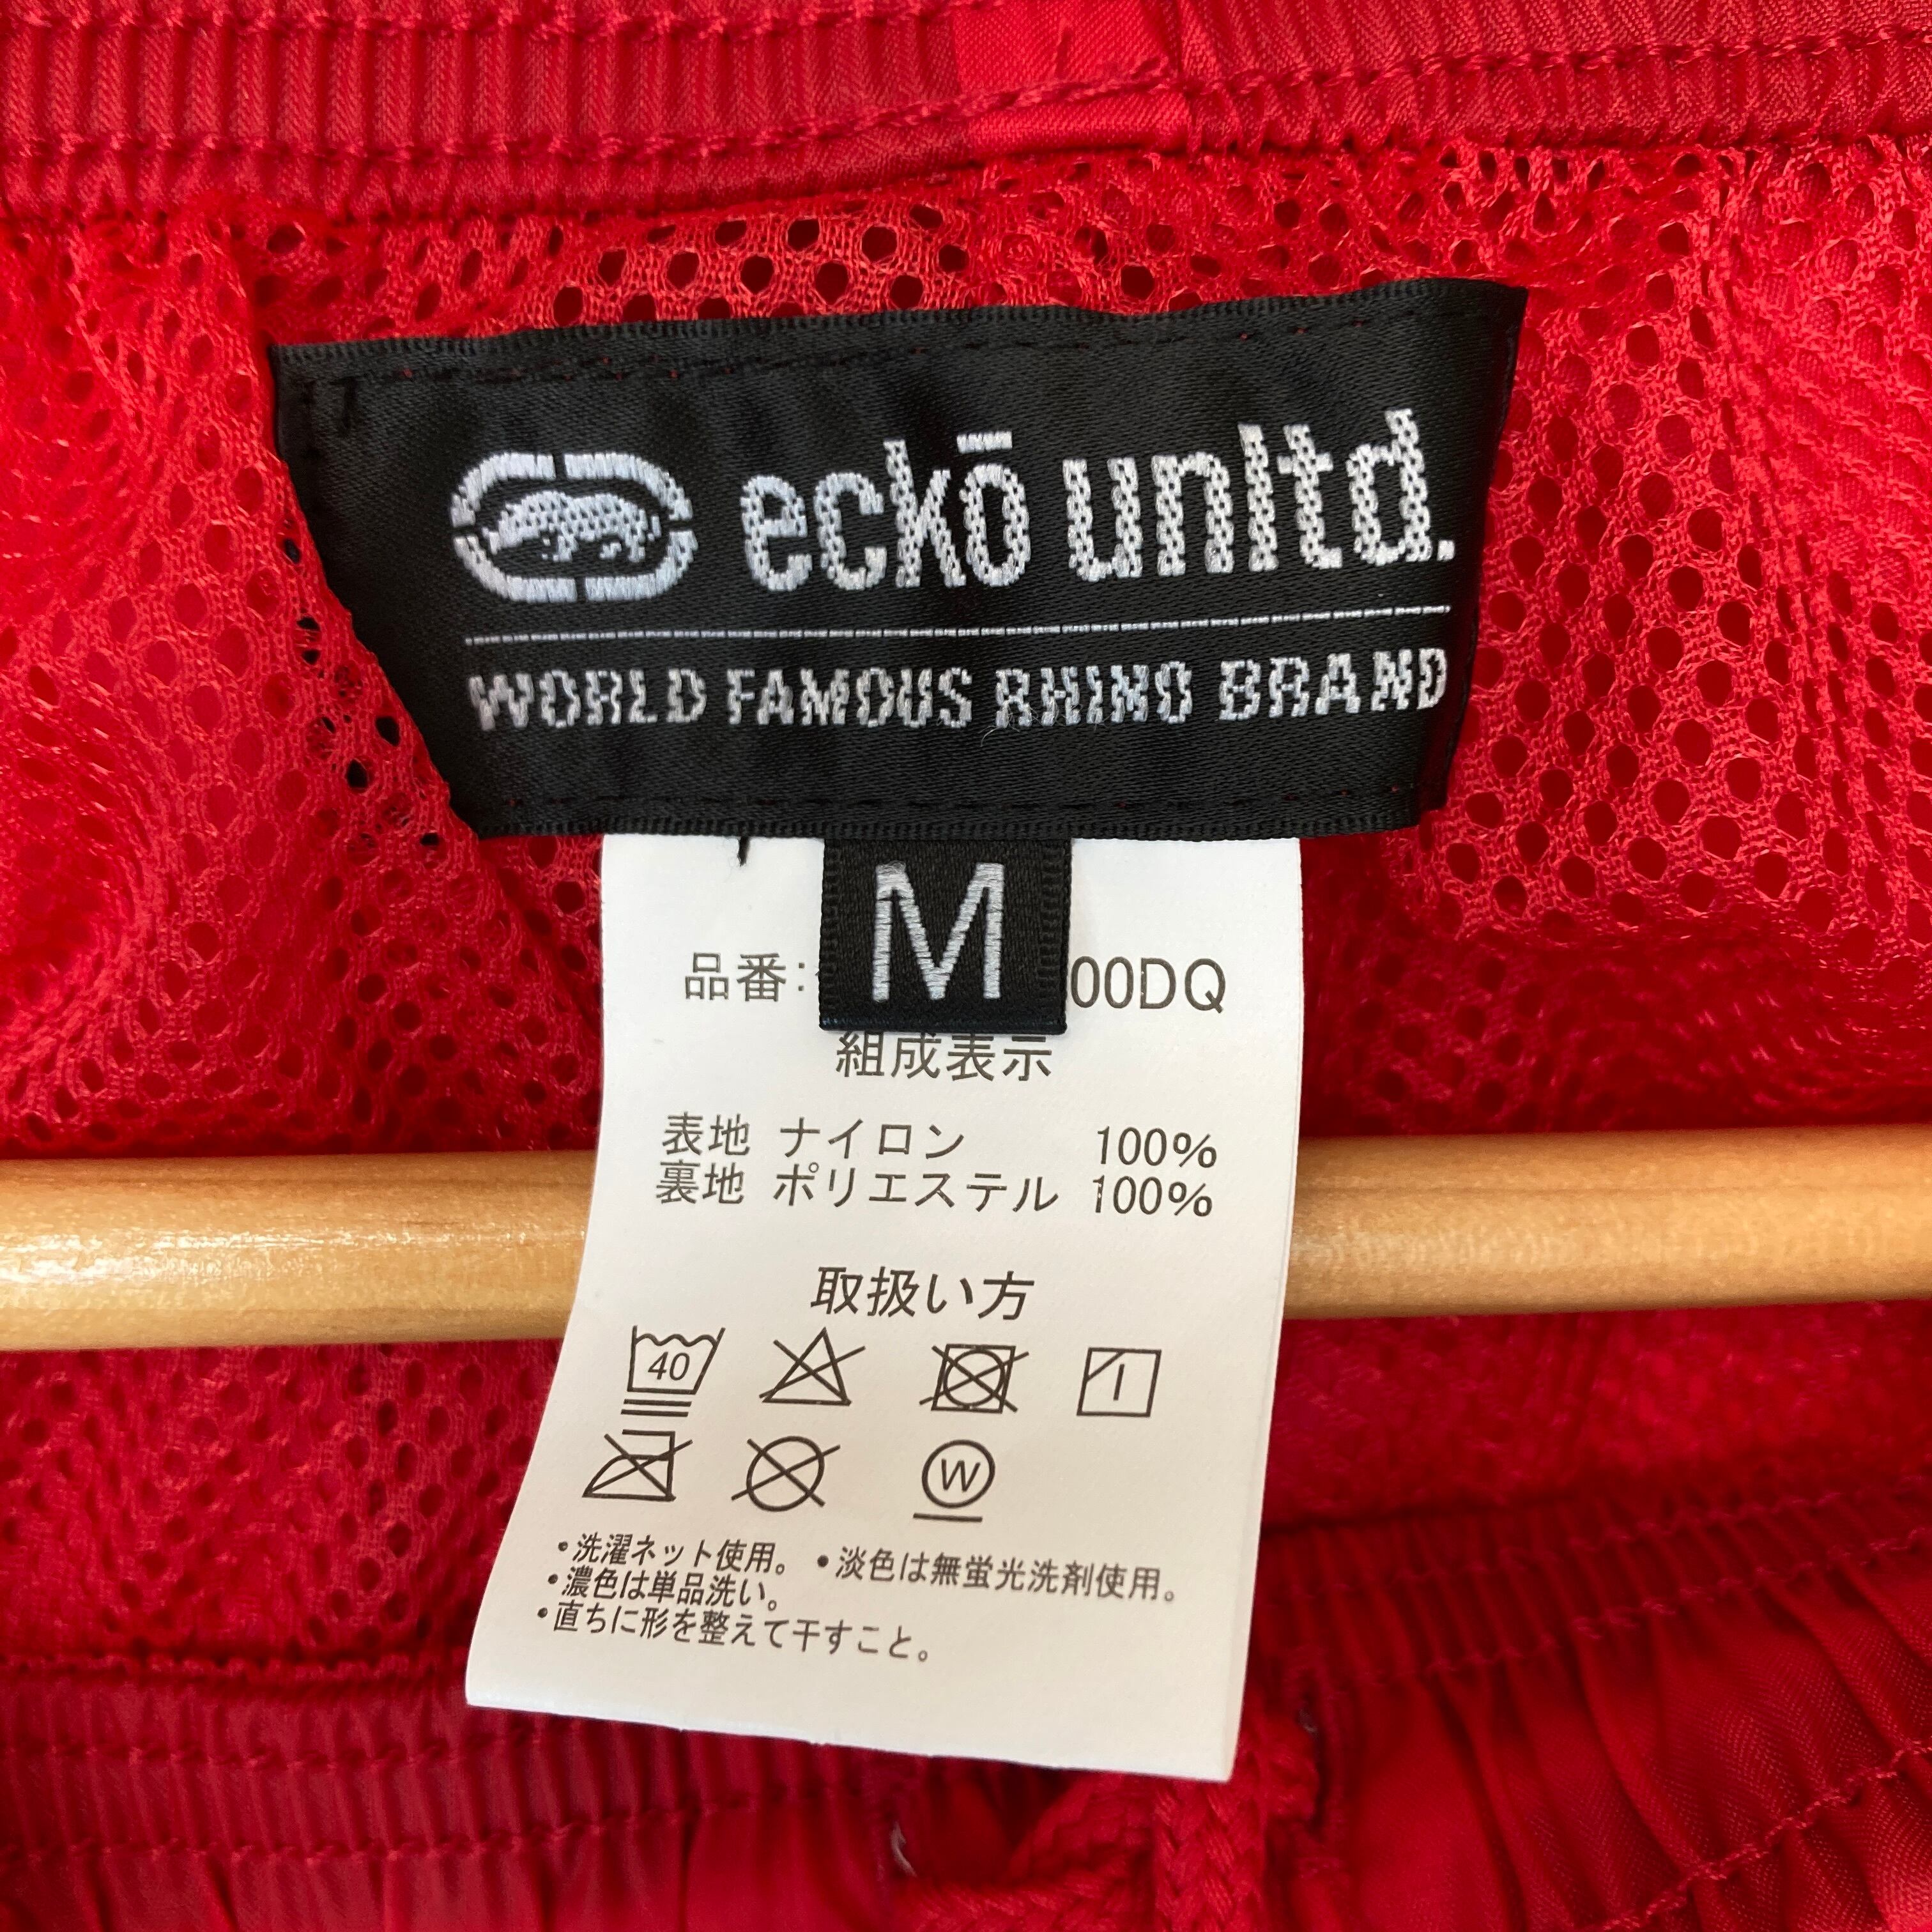 eckō unltd.
WORLD FAMOUS RHINO BRAND
M
品番: 00DQ
組成表示
表地 ナイロン 100%
裏地 ポリエステル 100%
取扱い方
40
W
・洗濯ネット使用。 ・淡色は無蛍光洗剤使用。
・濃色は単品洗い。
・直ちに形を整えて干すこと。